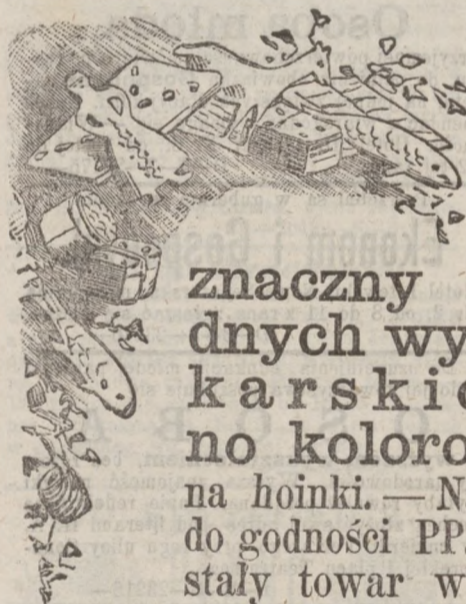 znaczny
dnych wy
karskie
no koloro
na hoinki. — N
do godności PP.
stały towar w